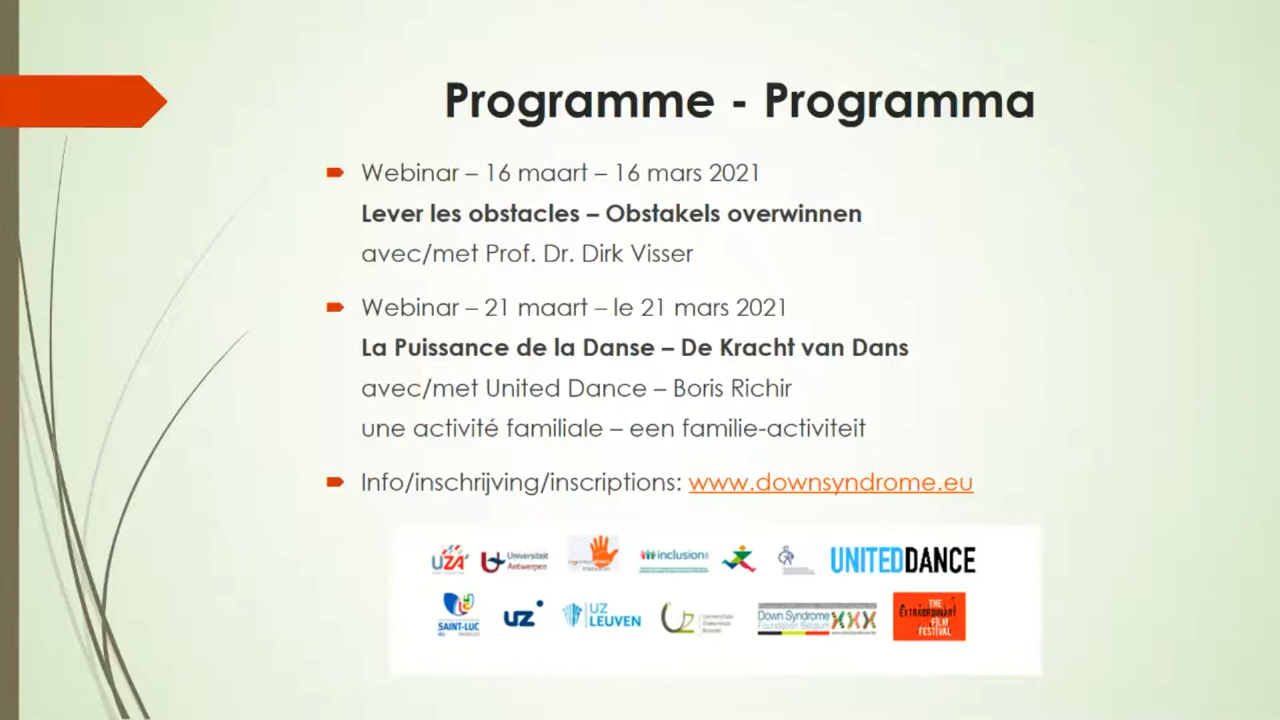 Programme - Programma
Webinar – 16 maart – 16 mars 2021
Lever les obstacles – Obstakels overwinnen
avec/met Prof. Dr. Dirk Visser
Webinar – 21 maart – le 21 mars 2021
La Puissance de la Danse – De Kracht van Dans
avec/met United Dance – Boris Richir
une activité familiale – een familie-activiteit
Info/inschrijving/inscriptions: www.downsyndrome.eu
UZA
Universiteit
Antwerpen
inclusion
UNITEDDANCE
SAINT-LUC
UZ
UZ
LEUVEN
Down Syndrome
Foundation Belgium
THE
EXTRAORDINARY
FILM
FESTIVAL